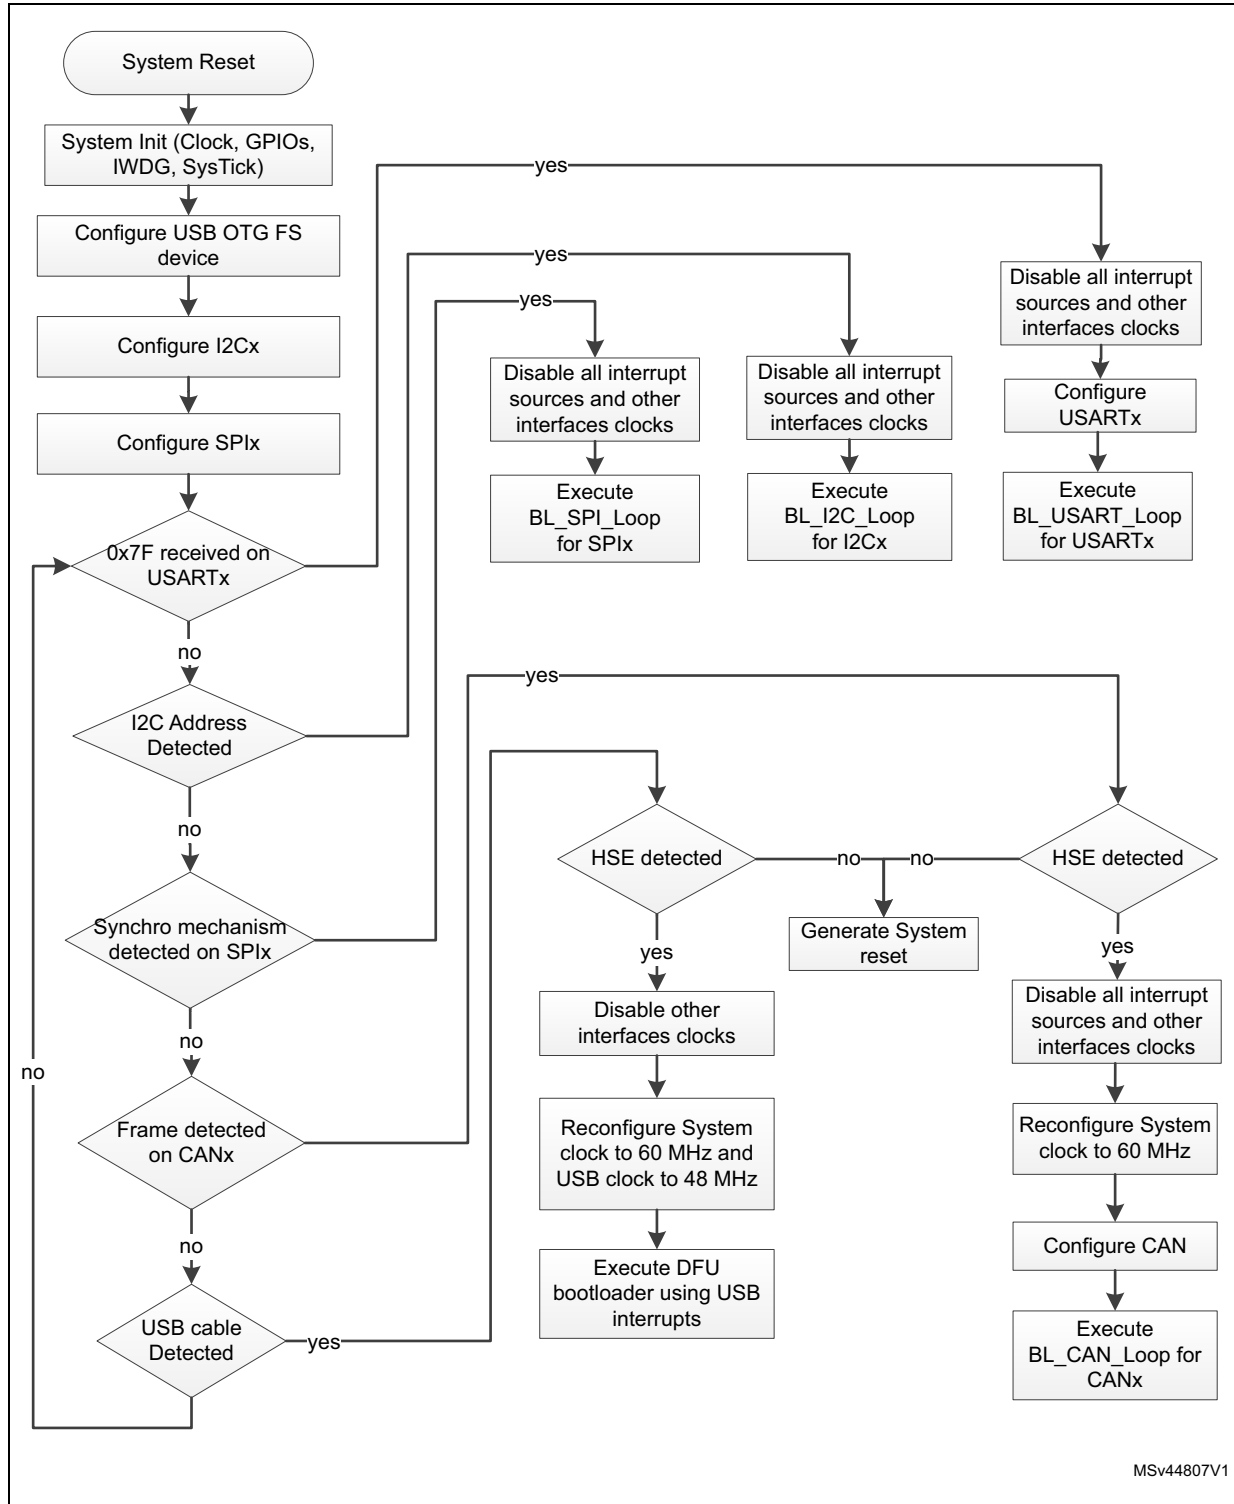 System Reset
System Init (Clock, GPIOs,
IWDG, SysTick)
Configure USB OTG FS
device
Configure I2Cx
Configure SPIx
0x7F received on
USARTx
no
I2C Address
Detected
no
Synchro mechanism
detected on SPIx
no
Frame detected
on CANx
no
USB cable
Detected
yes
no
yes
yes
yes
Disable all interrupt
sources and other
interfaces clocks
Execute
BL_SPI_Loop
for SPIx
Disable all interrupt
sources and other
interfaces clocks
Execute
BL_I2C_Loop
for I2Cx
Disable all interrupt
sources and other
interfaces clocks
Configure
USARTx
Execute
BL_USART_Loop
for USARTx
yes
HSE detected
no
no
HSE detected
Generate System
reset
yes
Disable other
interfaces clocks
Reconfigure System
clock to 60 MHz and
USB clock to 48 MHz
Execute DFU
bootloader using USB
interrupts
yes
Disable all interrupt
sources and other
interfaces clocks
Reconfigure System
clock to 60 MHz
Configure CAN
Execute
BL_CAN_Loop for
CANx
MSv44807V1